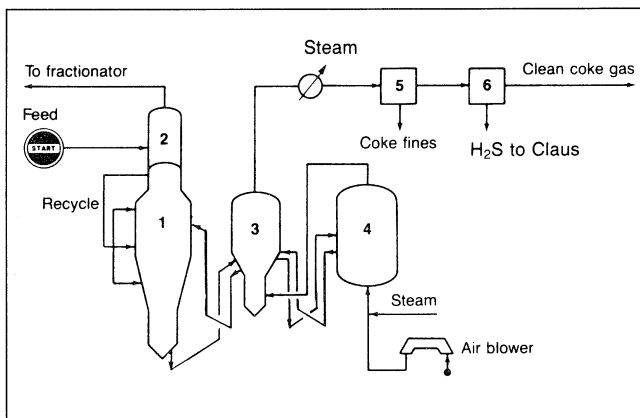 To fractionator
Feed
START
Recycle
1
2
3
4
5
6
Steam
Coke fines
H₂S to Claus
Clean coke gas
Steam
Air blower